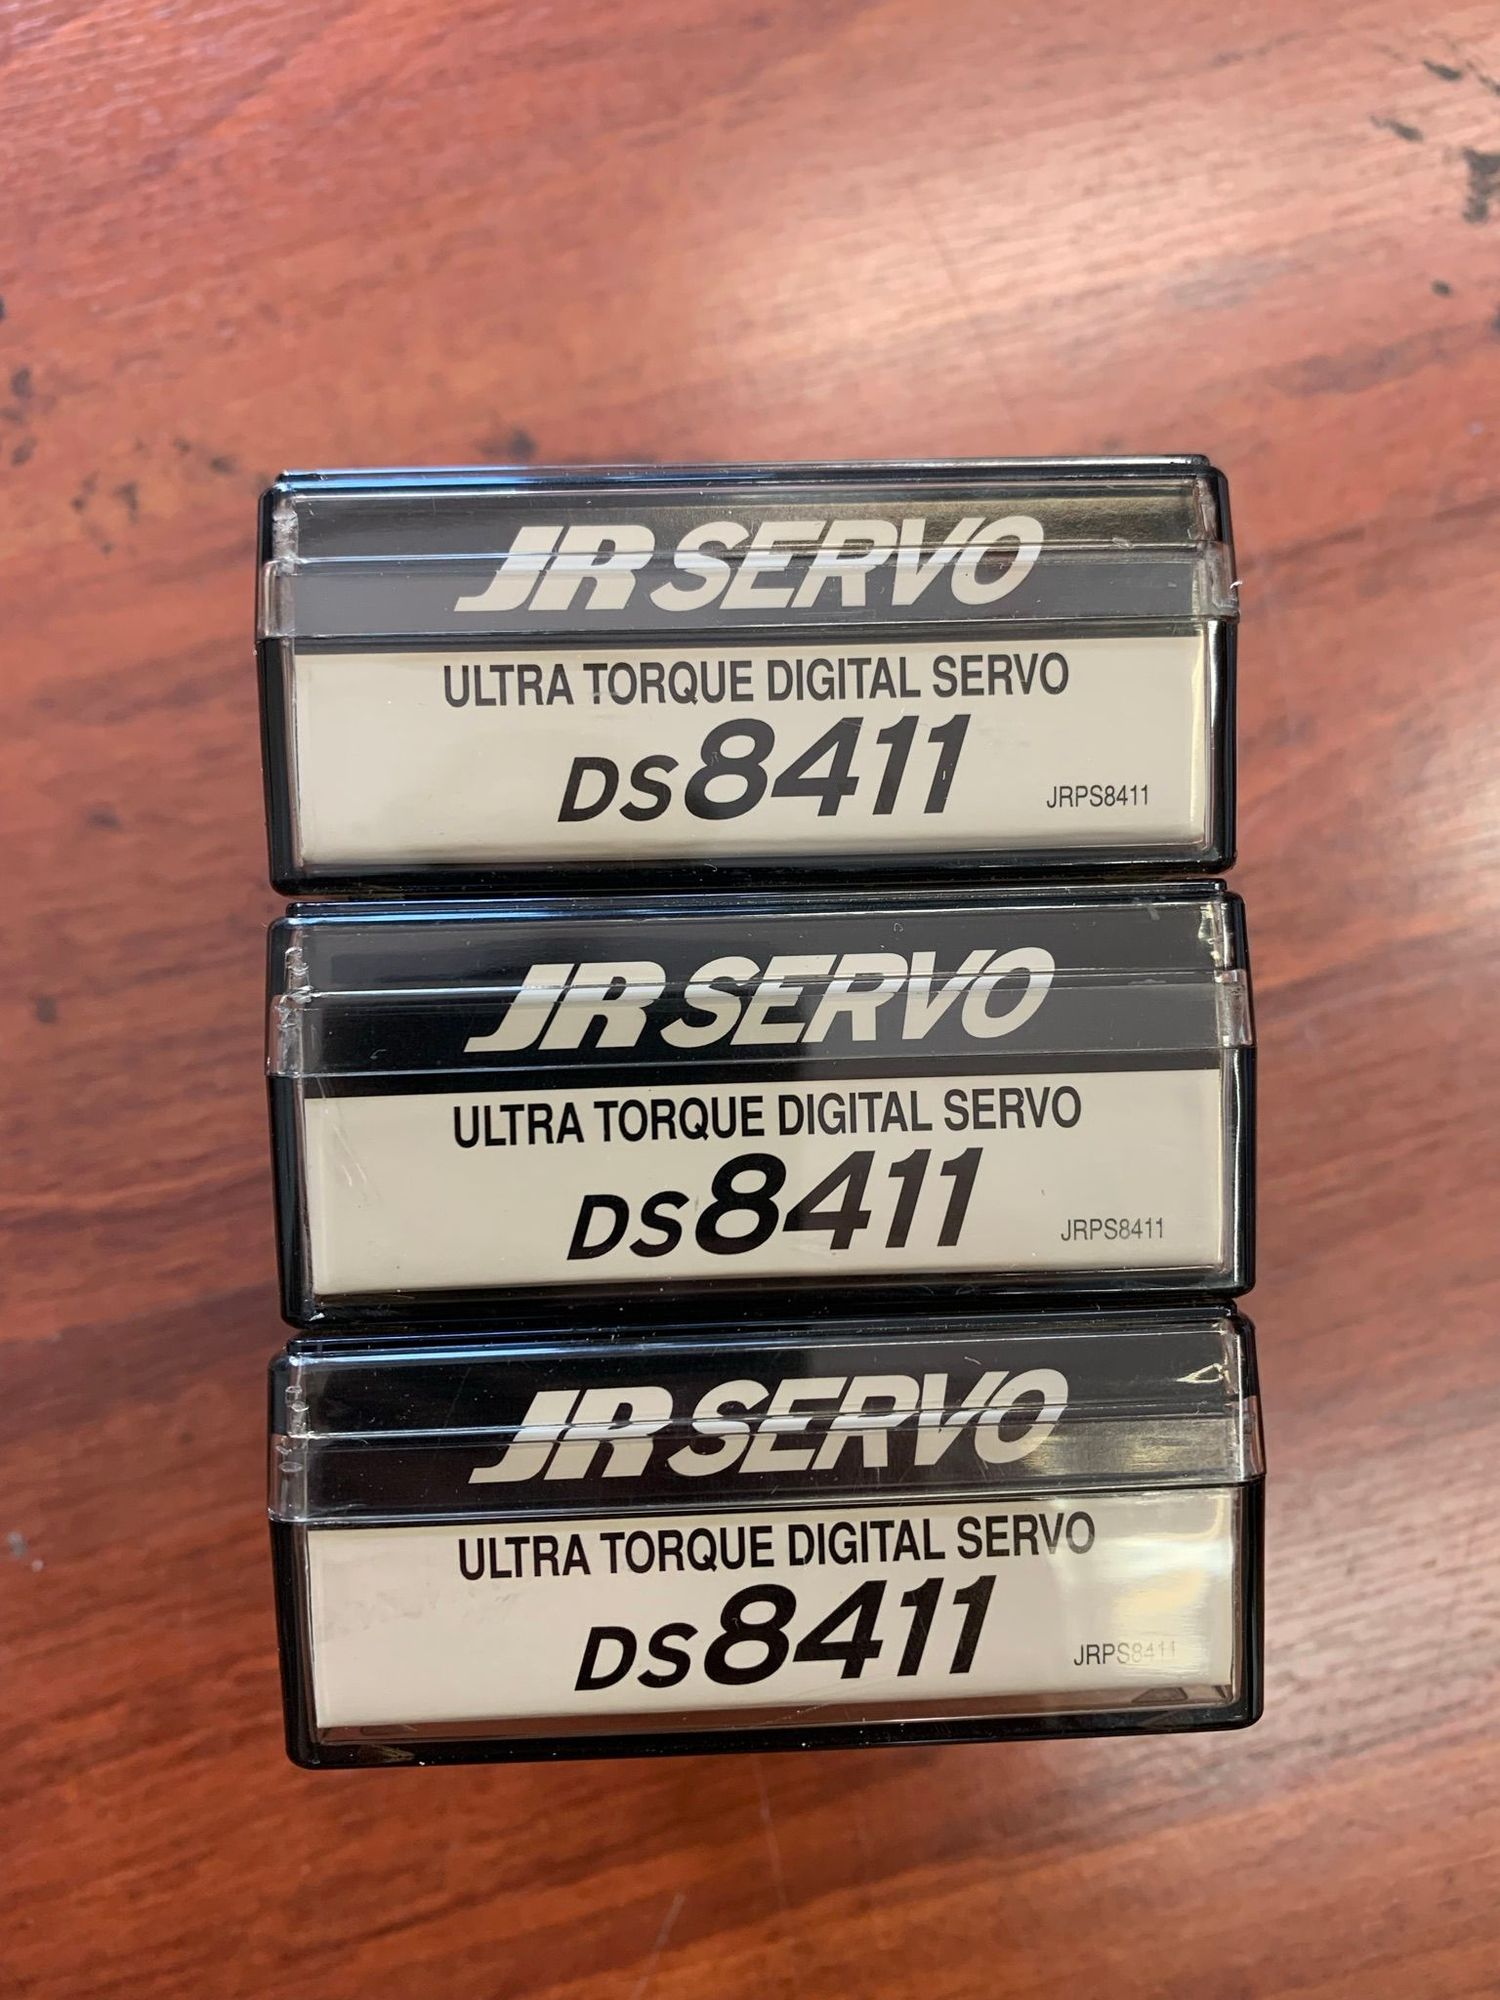 JR SERVO
ULTRA TORQUE DIGITAL SERVO
DS8411
JRPS8411
JR SERVO
ULTRA TORQUE DIGITAL SERVO
DS8411
JRPS8411
JR SERVO
ULTRA TORQUE DIGITAL SERVO
DS8411
JRPS8411